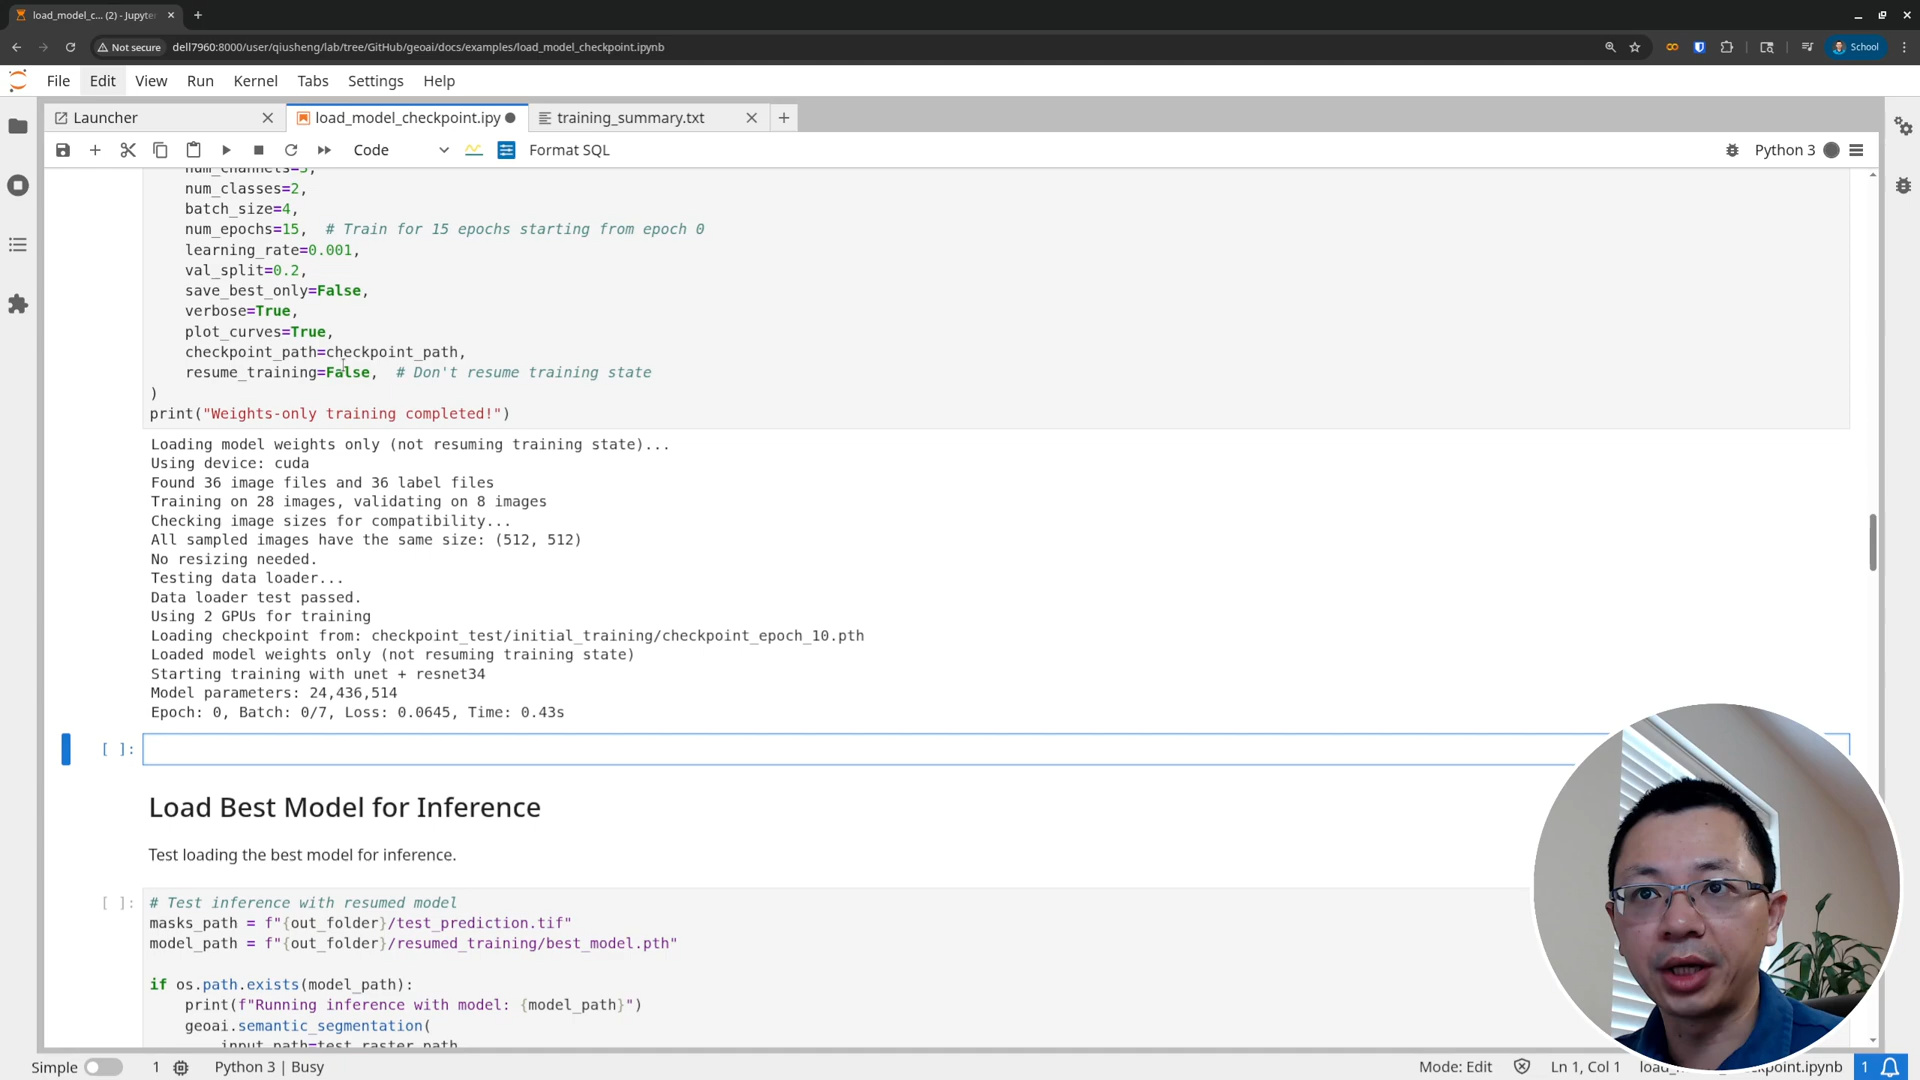 load_model_c... (2) - Jupyte
Not secure
dell7960:8000/user/qiusheng/lab/tree/GitHub/geoai/docs/examples/load_model_checkpoint.ipynb
School
File Edit View Run Kernel Tabs Settings Help
Launcher
load_model_checkpoint.ipy
training_summary.txt
Code
Format SQL
Python 3
num_channels=3,
num_classes=2,
batch_size=4,
num_epochs=15,  # Train for 15 epochs starting from epoch 0
learning_rate=0.001,
val_split=0.2,
save_best_only=False,
verbose=True,
plot_curves=True,
checkpoint_path=checkpoint_path,
resume_training=False,  # Don't resume training state
)
print("Weights-only training completed!")
Loading model weights only (not resuming training state)...
Using device: cuda
Found 36 image files and 36 label files
Training on 28 images, validating on 8 images
Checking image sizes for compatibility...
All sampled images have the same size: (512, 512)
No resizing needed.
Testing data loader...
Data loader test passed.
Using 2 GPUs for training
Loading checkpoint from: checkpoint_test/initial_training/checkpoint_epoch_10.pth
Loaded model weights only (not resuming training state)
Starting training with unet + resnet34
Model parameters: 24,436,514
Epoch: 0, Batch: 0/7, Loss: 0.0645, Time: 0.43s
[ ]:
Load Best Model for Inference
Test loading the best model for inference.
[ ]:
# Test inference with resumed model
masks_path = f"{out_folder}/test_prediction.tif"
model_path = f"{out_folder}/resumed_training/best_model.pth"
if os.path.exists(model_path):
print(f"Running inference with model: {model_path}")
geoai.semantic_segmentation(
input_path=test_raster_path,
Simple
1
Python 3 | Busy
Mode: Edit
Ln 1, Col 1
1